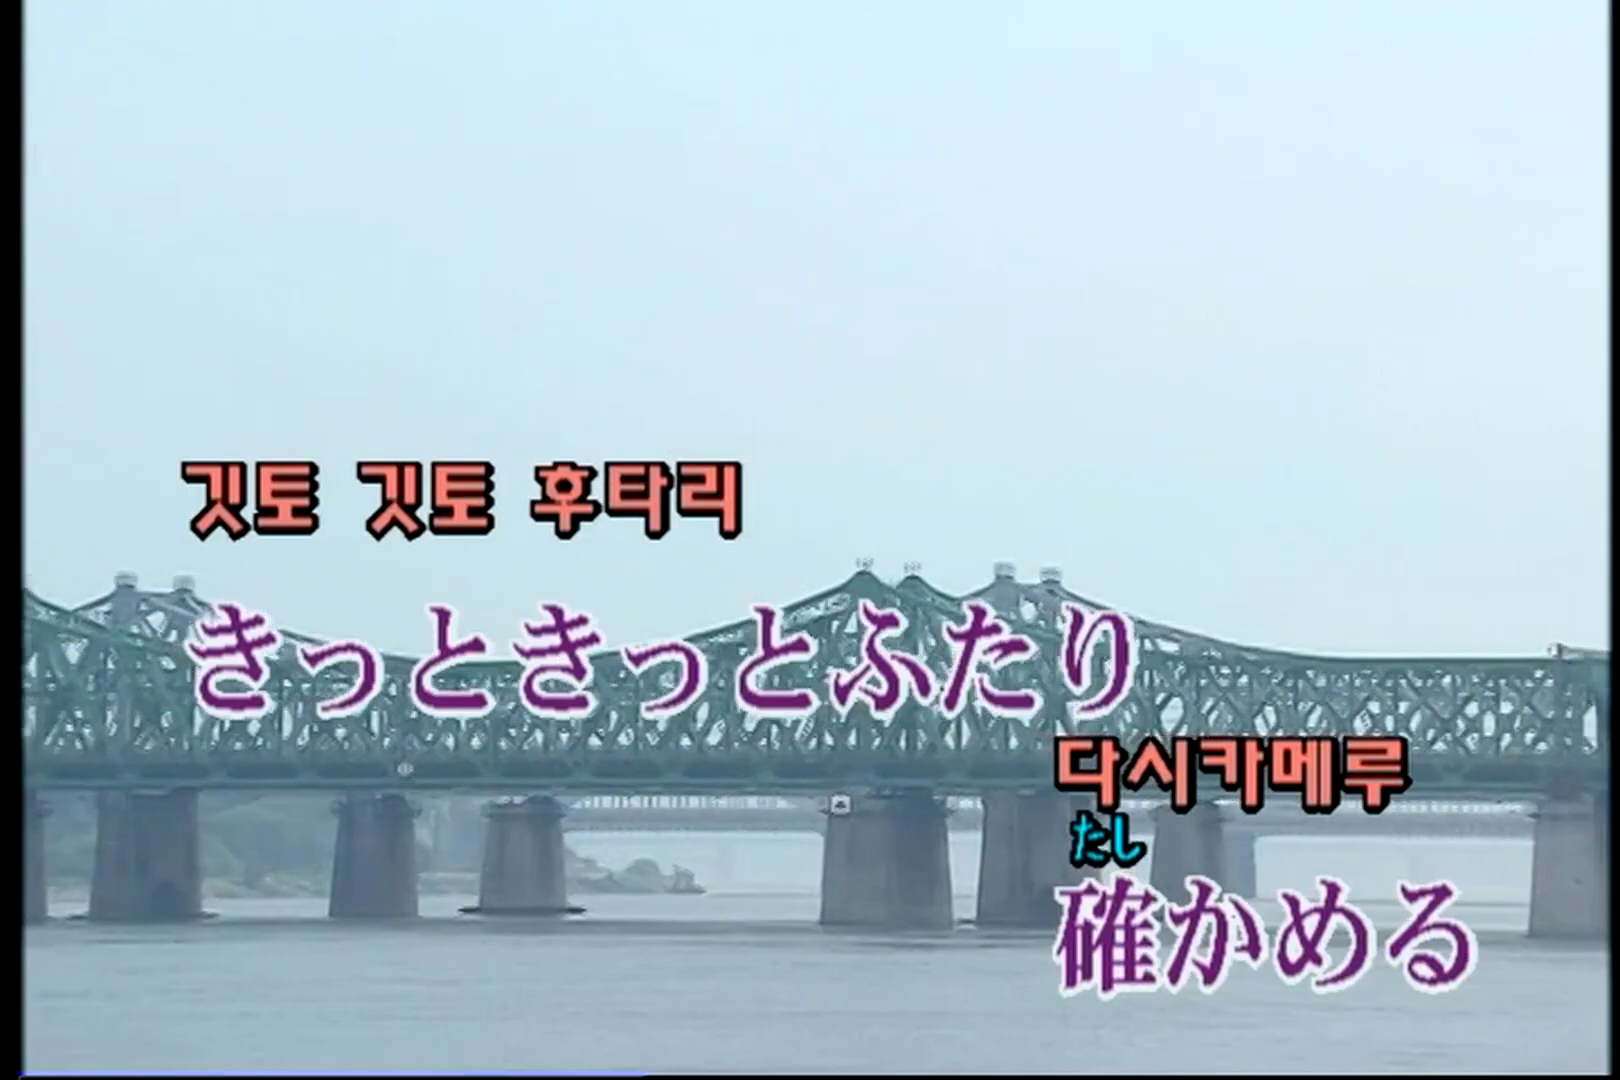 깃토 깃토 후타리
きっときっとふたり
다시카메루
たし
確かめる